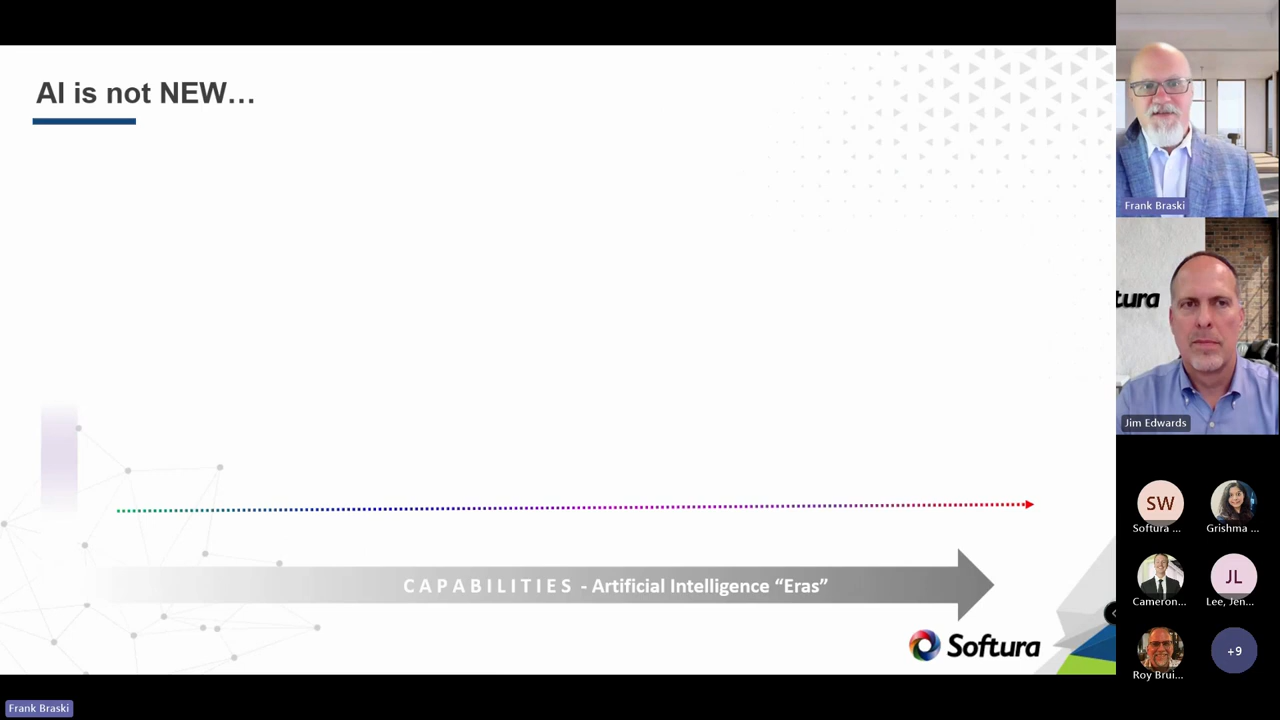 AI is not NEW…
C A P A B I L I T I E S - Artificial Intelligence “Eras”
Softura
Frank Braski
tura
Jim Edwards
SW
Softura ...
Grishma ...
Cameron...
JL
Lee, Jen...
Roy Brui...
+9
Frank Braski